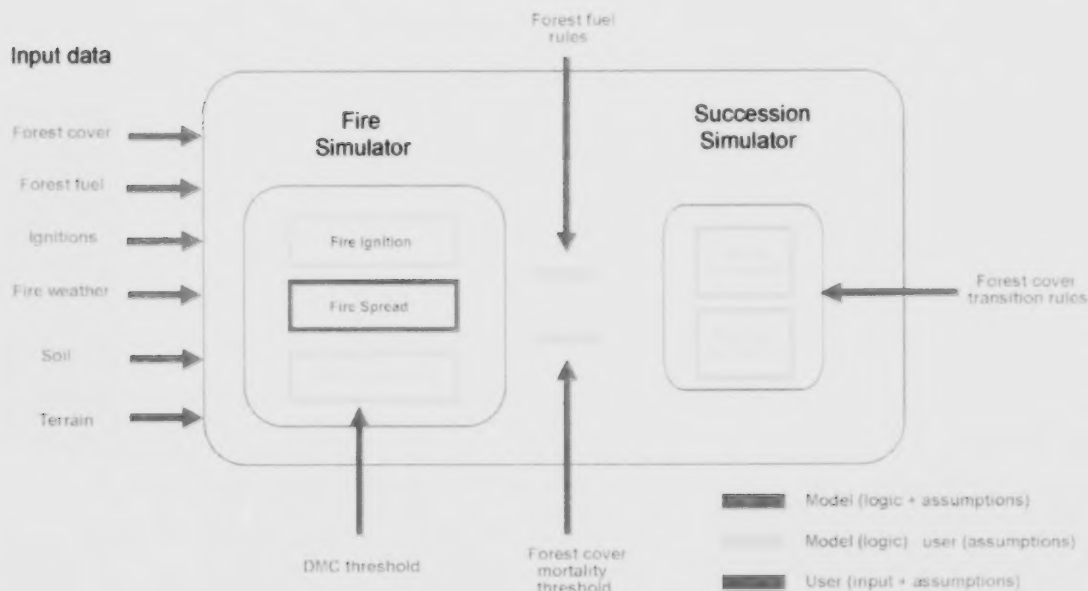 Forest fuel
rules
Input data
Forest cover
Forest fuel
Ignitions
Fire weather
Soil
Terrain
Fire
Simulator
Fire Ignition
Fire Spread
Succession
Simulator
Forest cover
transition rules
DMC threshold
Forest cover
mortality
threshold
Model (logic + assumptions)
Model (logic) user (assumptions)
User (input + assumptions)